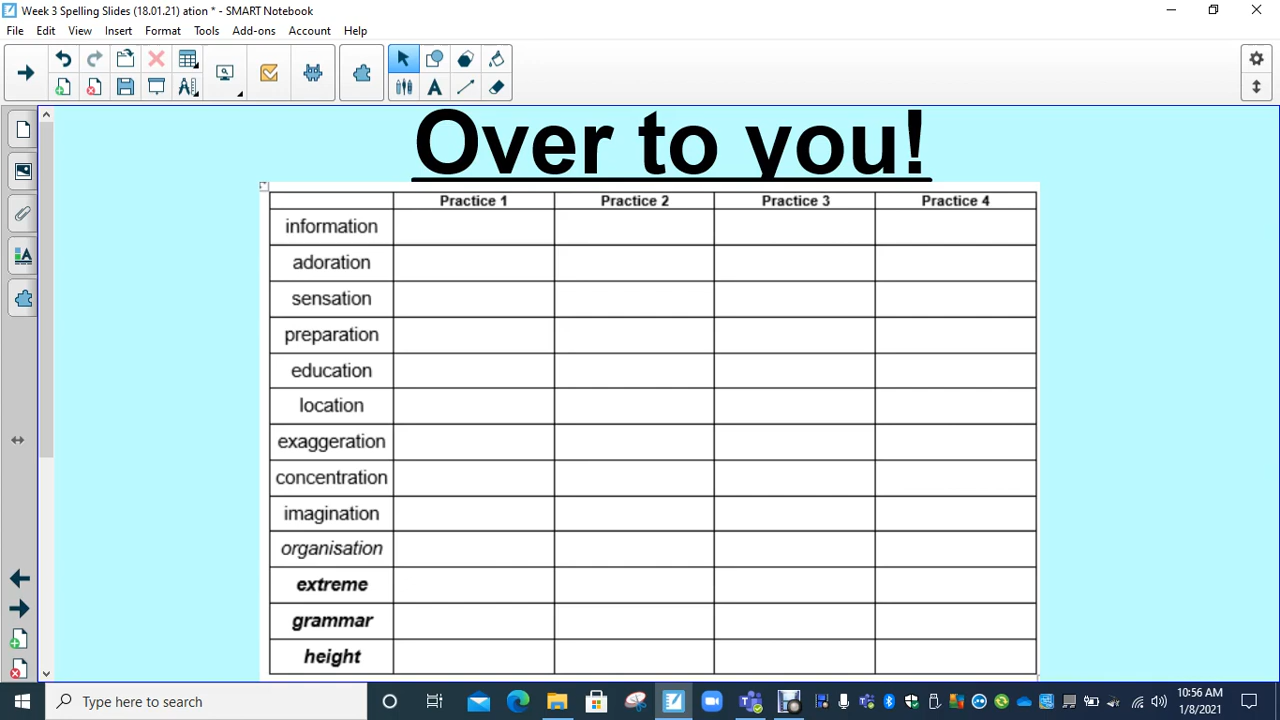 Week 3 Spelling Slides (18.01.21) ation * - SMART Notebook
File Edit View Insert Format Tools Add-ons Account Help
Over to you!
Practice 1 Practice 2 Practice 3 Practice 4
information
adoration
sensation
preparation
education
location
exaggeration
concentration
imagination
organisation
extreme
grammar
height
Type here to search
10:56 AM
1/8/2021